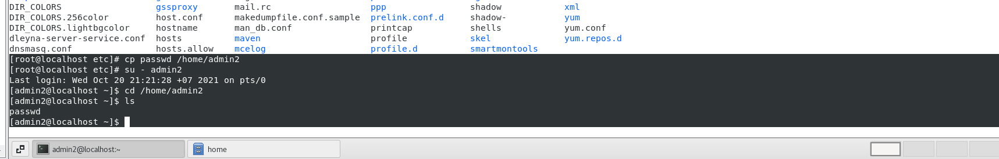 DIR_COLORS gssproxy mail.rc ppp shadow xml
DIR_COLORS.256color host.conf makedumpfile.conf.sample prelink.conf.d shadow- yum
DIR_COLORS.lightbgcolor hostname man_db.conf printcap shells yum.conf
dleyna-server-service.conf hosts maven profile skel yum.repos.d
dnsmasq.conf hosts.allow mcelog profile.d smartmontools
[root@localhost etc]# cp passwd /home/admin2
[root@localhost etc]# su - admin2
Last login: Wed Oct 20 21:21:28 +07 2021 on pts/0
[admin2@localhost ~]$ cd /home/admin2
[admin2@localhost ~]$ ls
passwd
[admin2@localhost ~]$
admin2@localhost:~ home